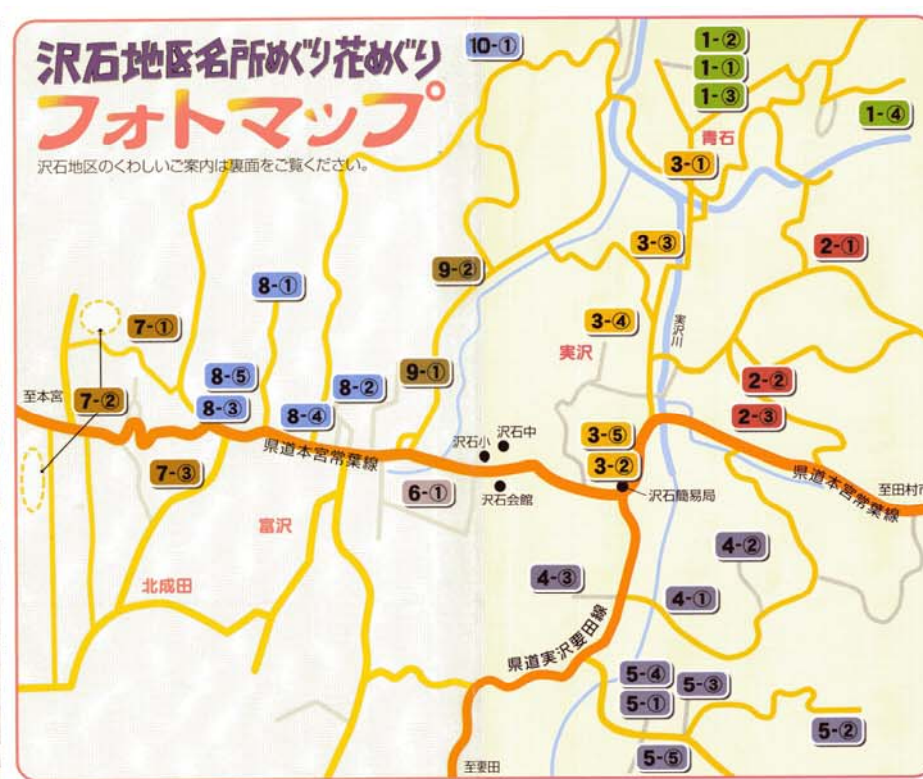 沢石地区名所めぐり花めぐり
フォトマップ
沢石地区のくわしいご案内は裏面をご覧ください。
10-①
1-②
1-①
1-③
1-④
青石
3-①
3-③
2-①
9-②
8-①
7-①
3-④
実沢川
実沢
9-①
8-⑤
8-②
2-②
至本宮
7-②
8-③
8-④
2-③
県道本宮常葉線
沢石小
沢石中
3-⑤
3-②
7-③
6-①
沢石会館
沢石簡易局
県道本宮常葉線
至田村市
富沢
4-②
北成田
4-③
4-①
県道実沢要田線
5-④
5-③
5-①
5-②
5-⑤
至要田